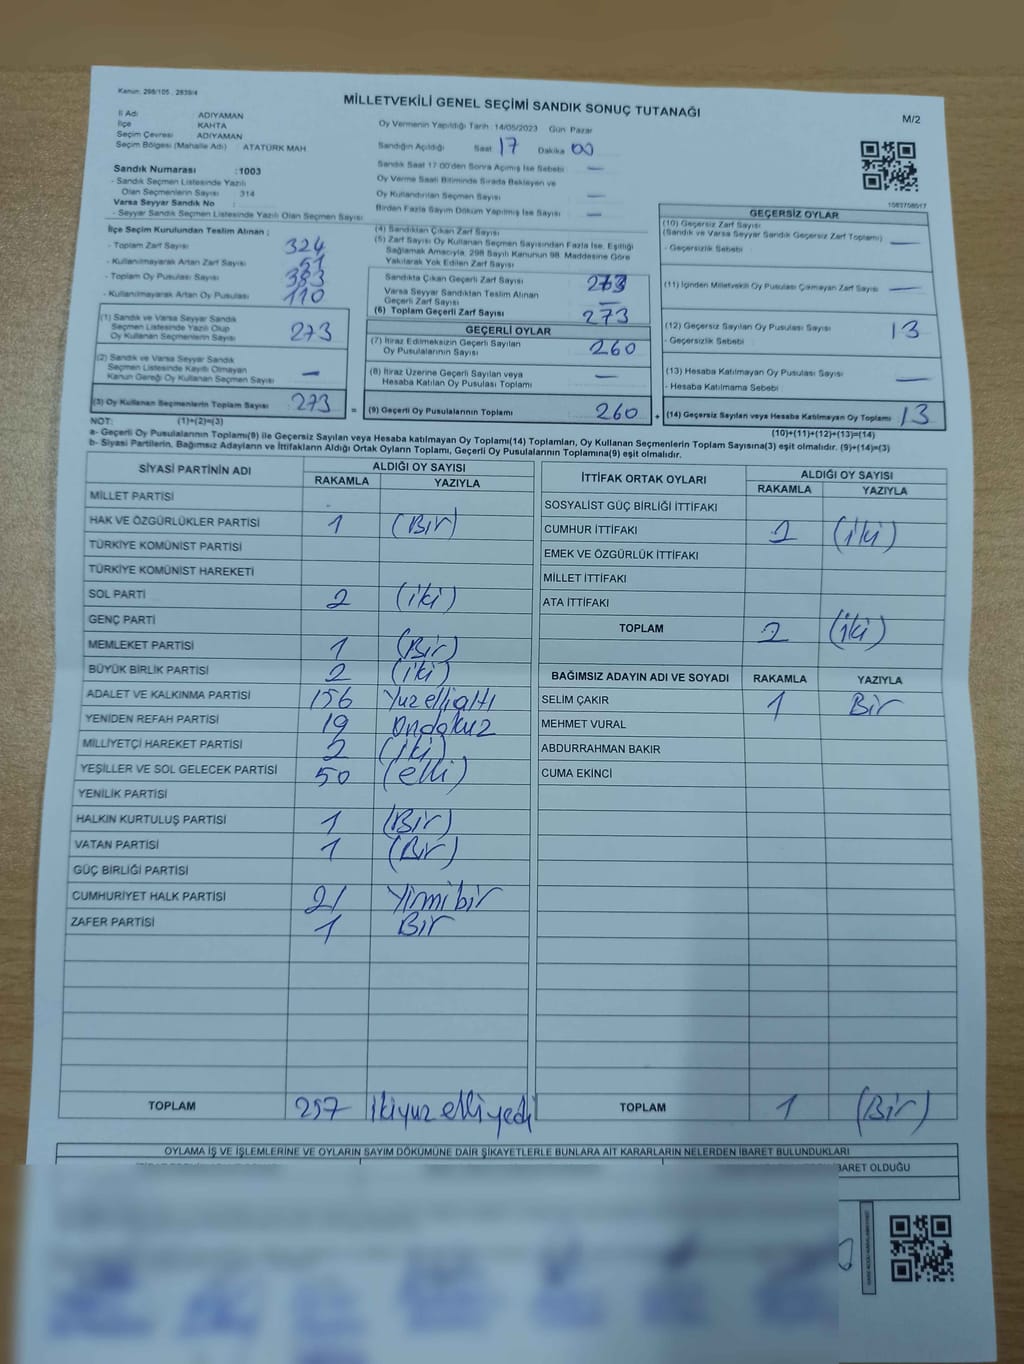 Kanun: 298/105 . 2839/4
MİLLETVEKİLİ GENEL SEÇİMİ SANDIK SONUÇ TUTANAĞI
M/2
İl Adı ADIYAMAN
İlçe KAHTA
Seçim Çevresi ADIYAMAN
Seçim Bölgesi (Mahalle Adı) ATATÜRK MAH
Oy Vermenin Yapıldığı Tarih :14/05/2023 Gün Pazar
Sandığın Açıldığı Saat 17 Dakika 00
Sandık Saat 17:00'den Sonra Açılmış İse Sebebi : —
Oy Verme Saati Bitiminde Sırada Bekleyen ve
Oy Kullandırılan Seçmen Sayısı : —
Birden Fazla Sayım Döküm Yapılmış İse Sayısı : —
Sandık Numarası :1003
- Sandık Seçmen Listesinde Yazılı
Olan Seçmenlerin Sayısı : 314
Varsa Seyyar Sandık No :
- Seyyar Sandık Listesinde Yazılı Olan Seçmen Sayısı
İlçe Seçim Kurulundan Teslim Alınan ;
- Toplam Zarf Sayısı 324
- Kullanılmayarak Artan Zarf Sayısı 51
- Toplam Oy Pusulası Sayısı 383
- Kullanılmayarak Artan Oy Pusulası 110
(1) Sandık ve Varsa Seyyar Sandık
Seçmen Listesinde Yazılı Olup
Oy Kullanan Seçmenlerin Sayısı 273
(2) Sandık ve Varsa Seyyar Sandık
Seçmen Listesinde Kayıtlı Olmayan
Kanun Gereği Oy Kullanan Seçmen Sayısı —
(3) Oy Kullanan Seçmenlerin Toplam Sayısı 273 =
(4) Sandıktan Çıkan Zarf Sayısı
(5) Zarf Sayısı Oy Kullanan Seçmen Sayısından Fazla İse, Eşitliği
Sağlamak Amacıyla, 298 Sayılı Kanunun 98. Maddesine Göre
Yakılarak Yok Edilen Zarf Sayısı
Sandıkta Çıkan Geçerli Zarf Sayısı 273
Varsa Seyyar Sandıktan Teslim Alınan
Geçerli Zarf Sayısı —
(6) Toplam Geçerli Zarf Sayısı : 273
GEÇERLİ OYLAR
(7) İtiraz Edilmeksizin Geçerli Sayılan
Oy Pusulalarının Sayısı 260
(8) İtiraz Üzerine Geçerli Sayılan veya
Hesaba Katılan Oy Pusulası Toplamı —
(9) Geçerli Oy Pusulalarının Toplamı 260 +
1083758517
GEÇERSİZ OYLAR
(10) Geçersiz Zarf Sayısı
(Sandık ve Varsa Seyyar Sandık Geçersiz Zarf Toplamı) —
- Geçersizlik Sebebi :
(11) İçinden Milletvekili Oy Pusulası Çıkmayan Zarf Sayısı —
(12) Geçersiz Sayılan Oy Pusulası Sayısı 13
- Geçersizlik Sebebi :
(13) Hesaba Katılmayan Oy Pusulası Sayısı —
- Hesaba Katılmama Sebebi
(14) Geçersiz Sayılan veya Hesaba Katılmayan Oy Toplamı 13
NOT: (1)+(2)=(3) (10)+(11)+(12)+(13)=(14)
a- Geçerli Oy Pusulalarının Toplamı(9) ile Geçersiz Sayılan veya Hesaba katılmayan Oy Toplamı(14) Toplamları, Oy Kullanan Seçmenlerin Toplam Sayısına(3) eşit olmalıdır. (9)+(14)=(3)
b- Siyasi Partilerin, Bağımsız Adayların ve İttifakların Aldığı Ortak Oyların Toplamı, Geçerli Oy Pusulalarının Toplamına(9) eşit olmalıdır.
SİYASİ PARTİNİN ADI ALDIĞI OY SAYISI
RAKAMLA YAZIYLA
MİLLET PARTİSİ
HAK VE ÖZGÜRLÜKLER PARTİSİ 1 (Bir)
TÜRKİYE KOMÜNİST PARTİSİ
TÜRKİYE KOMÜNİST HAREKETİ
SOL PARTİ 2 (iki)
GENÇ PARTİ
MEMLEKET PARTİSİ 1 (Bir)
BÜYÜK BİRLİK PARTİSİ 2 (iki)
ADALET VE KALKINMA PARTİSİ 156 Yüzelli altı
YENİDEN REFAH PARTİSİ 19 Ondokuz
MİLLİYETÇİ HAREKET PARTİSİ 2 (iki)
YEŞİLLER VE SOL GELECEK PARTİSİ 50 (elli)
YENİLİK PARTİSİ
HALKIN KURTULUŞ PARTİSİ 1 (Bir)
VATAN PARTİSİ 1 (Bir)
GÜÇ BİRLİĞİ PARTİSİ
CUMHURİYET HALK PARTİSİ 21 Yirmi bir
ZAFER PARTİSİ 1 Bir
TOPLAM 257 ikiyuz elli yedi
İTTİFAK ORTAK OYLARI ALDIĞI OY SAYISI
RAKAMLA YAZIYLA
SOSYALİST GÜÇ BİRLİĞİ İTTİFAKI
CUMHUR İTTİFAKI 2 (iki)
EMEK VE ÖZGÜRLÜK İTTİFAKI
MİLLET İTTİFAKI
ATA İTTİFAKI
TOPLAM 2 (iki)
BAĞIMSIZ ADAYIN ADI VE SOYADI RAKAMLA YAZIYLA
SELİM ÇAKIR 1 Bir
MEHMET VURAL
ABDURRAHMAN BAKIR
CUMA EKİNCİ
TOPLAM 1 (Bir)
OYLAMA İŞ VE İŞLEMLERİNE VE OYLARIN SAYIM DÖKÜMÜNE DAİR ŞİKAYETLERLE BUNLARA AİT KARARLARIN NELERDEN İBARET BULUNDUKLARI
BARET OLDUĞU